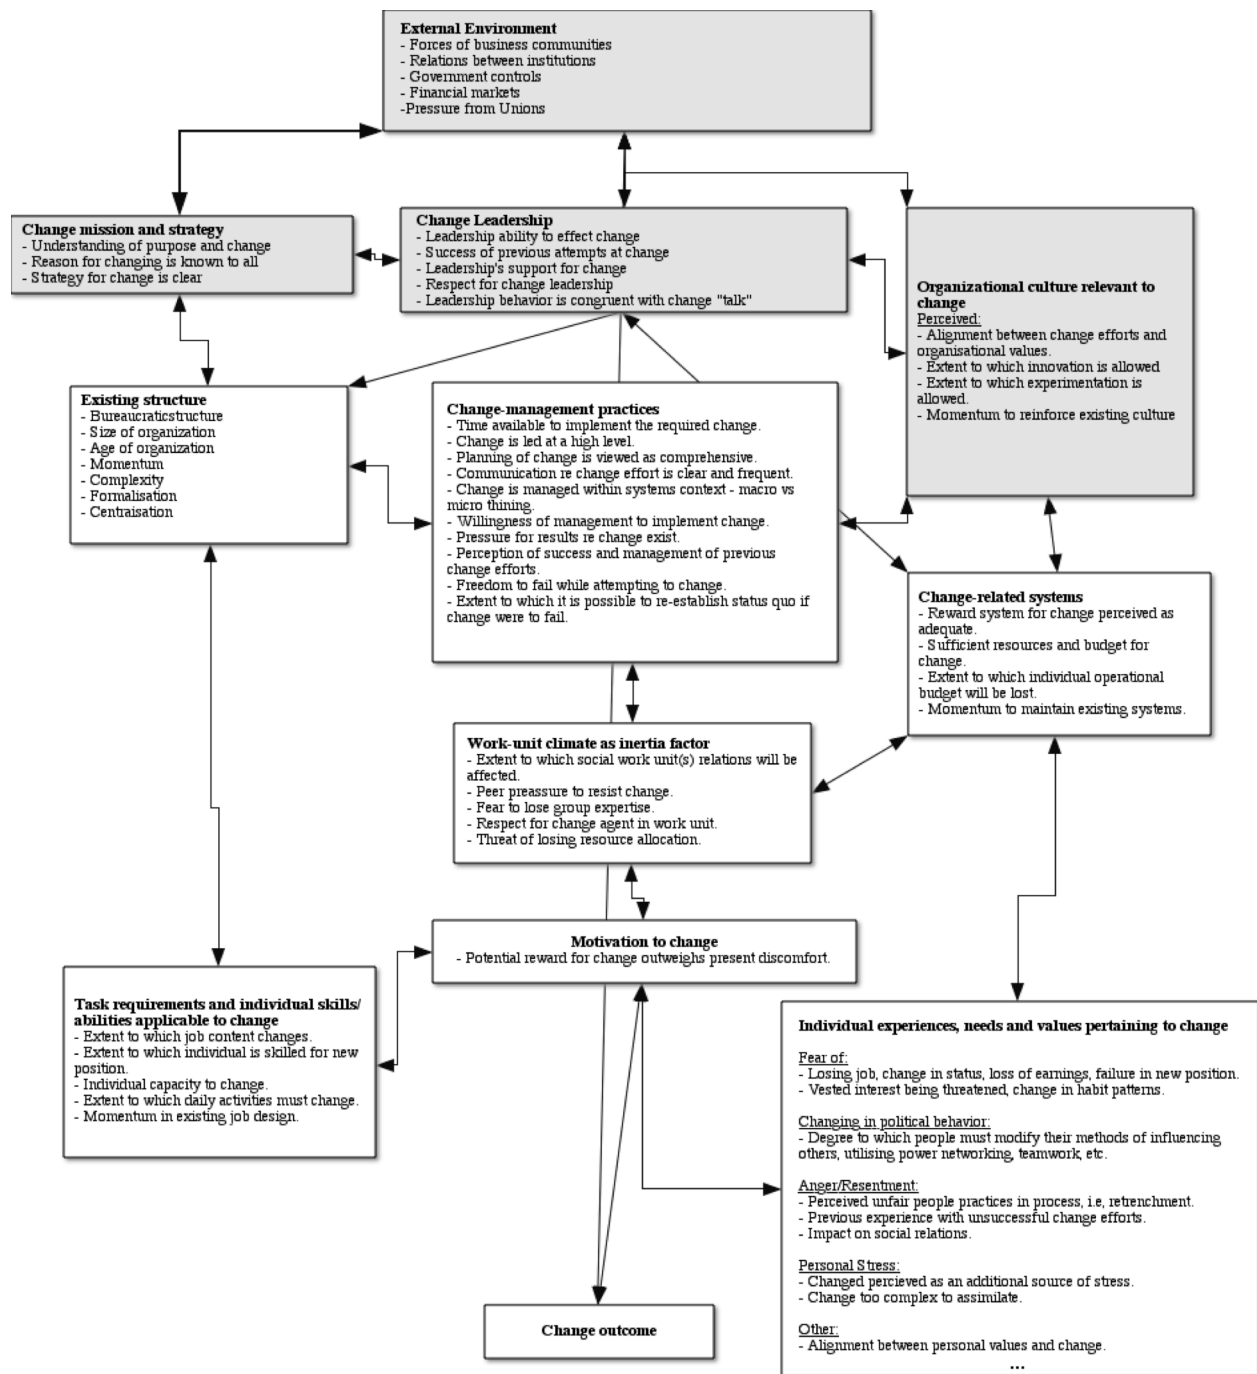 External Environment
- Forces of business communities
- Relations between institutions
- Government controls
- Financial markets
-Pressure from Unions
Change mission and strategy
- Understanding of purpose and change
- Reason for changing is known to all
- Strategy for change is clear
Change Leadership
- Leadership ability to effect change
- Success of previous attempts at change
- Leadership's support for change
- Respect for change leadership
- Leadership behavior is congruent with change "talk"
Organizational culture relevant to
change
Perceived:
- Alignment between change efforts and
organisational values.
- Extent to which innovation is allowed
- Extent to which experimentation is
allowed.
- Momentum to reinforce existing culture
Existing structure
- Bureaucraticstructure
- Size of organization
- Age of organization
- Momentum
- Complexity
- Formalisation
- Centraisation
Change-management practices
- Time available to implement the required change.
- Change is led at a high level.
- Planning of change is viewed as comprehensive.
- Communication re change effort is clear and frequent.
- Change is managed within systems context - macro vs
micro thining.
- Willingness of management to implement change.
- Pressure for results re change exist.
- Perception of success and management of previous
change efforts.
- Freedom to fail while attempting to change.
- Extent to which it is possible to re-establish status quo if
change were to fail.
Change-related systems
- Reward system for change perceived as
adequate.
- Sufficient resources and budget for
change.
- Extent to which individual operational
budget will be lost.
- Momentum to maintain existing systems.
Work-unit climate as inertia factor
- Extent to which social work unit(s) relations will be
affected.
- Peer preassure to resist change.
- Fear to lose group expertise.
- Respect for change agent in work unit.
- Threat of losing resource allocation.
Motivation to change
- Potential reward for change outweighs present discomfort.
Task requirements and individual skills/
abilities applicable to change
- Extent to which job content changes.
- Extent to which individual is skilled for new
position.
- Individual capacity to change.
- Extent to which daily activities must change.
- Momentum in existing job design.
Individual experiences, needs and values pertaining to change
Fear of:
- Losing job, change in status, loss of earnings, failure in new position.
- Vested interest being threatened, change in habit patterns.
Changing in political behavior:
- Degree to which people must modify their methods of influencing
others, utilising power networking, teamwork, etc.
Anger/Resentment:
- Perceived unfair people practices in process, i.e, retrenchment.
- Previous experience with unsuccessful change efforts.
- Impact on social relations.
Personal Stress:
- Changed percieved as an additional source of stress.
- Change too complex to assimilate.
Other:
- Alignment between personal values and change.
...
Change outcome